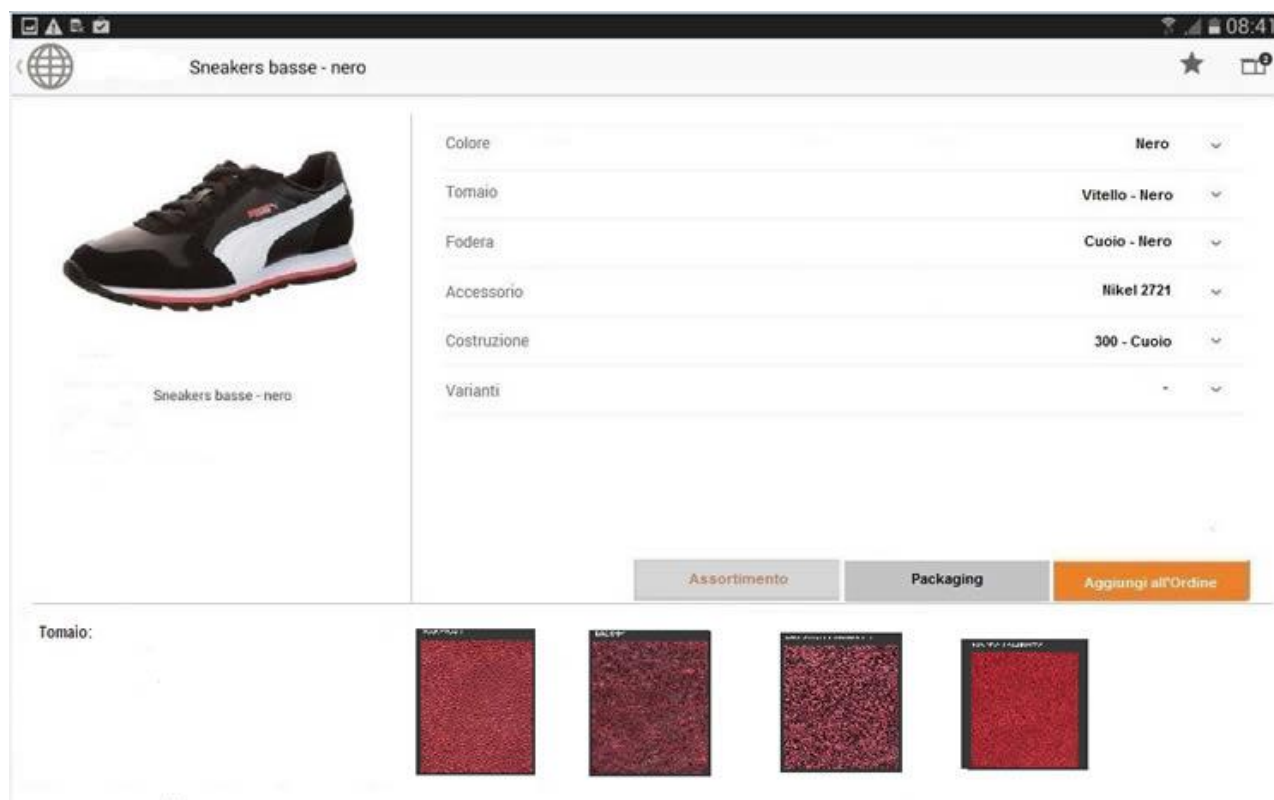 08:41
Sneakers basse - nero
2
Colore
Nero
Tomaio
Vitello - Nero
Fodera
Cuoio - Nero
Accessorio
Nikel 2721
Costruzione
300 - Cuoio
Varianti
-
Sneakers basse - nero
Assortimento
Packaging
Aggiungi all'Ordine
Tomaio: